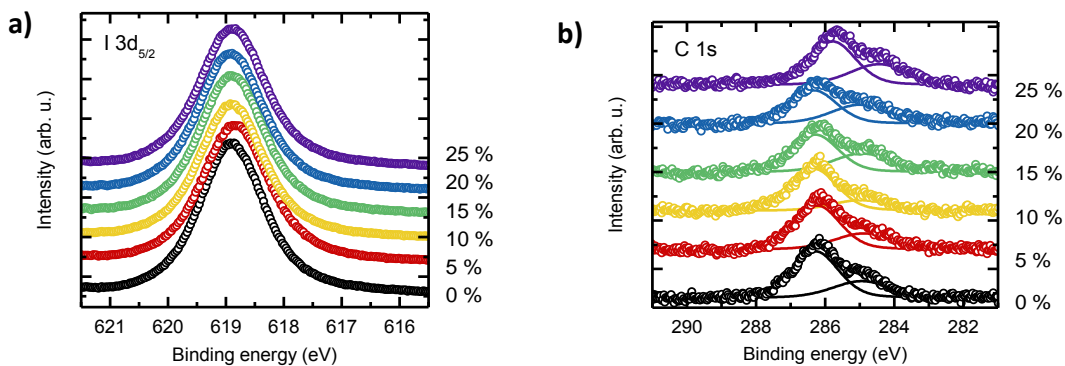 a)
I 3d5/2
Intensity (arb. u.)
25 %
20 %
15 %
10 %
5 %
0 %
621 620 619 618 617 616
Binding energy (eV)
b)
C 1s
Intensity (arb. u.)
25 %
20 %
15 %
10 %
5 %
0 %
290 288 286 284 282
Binding energy (eV)